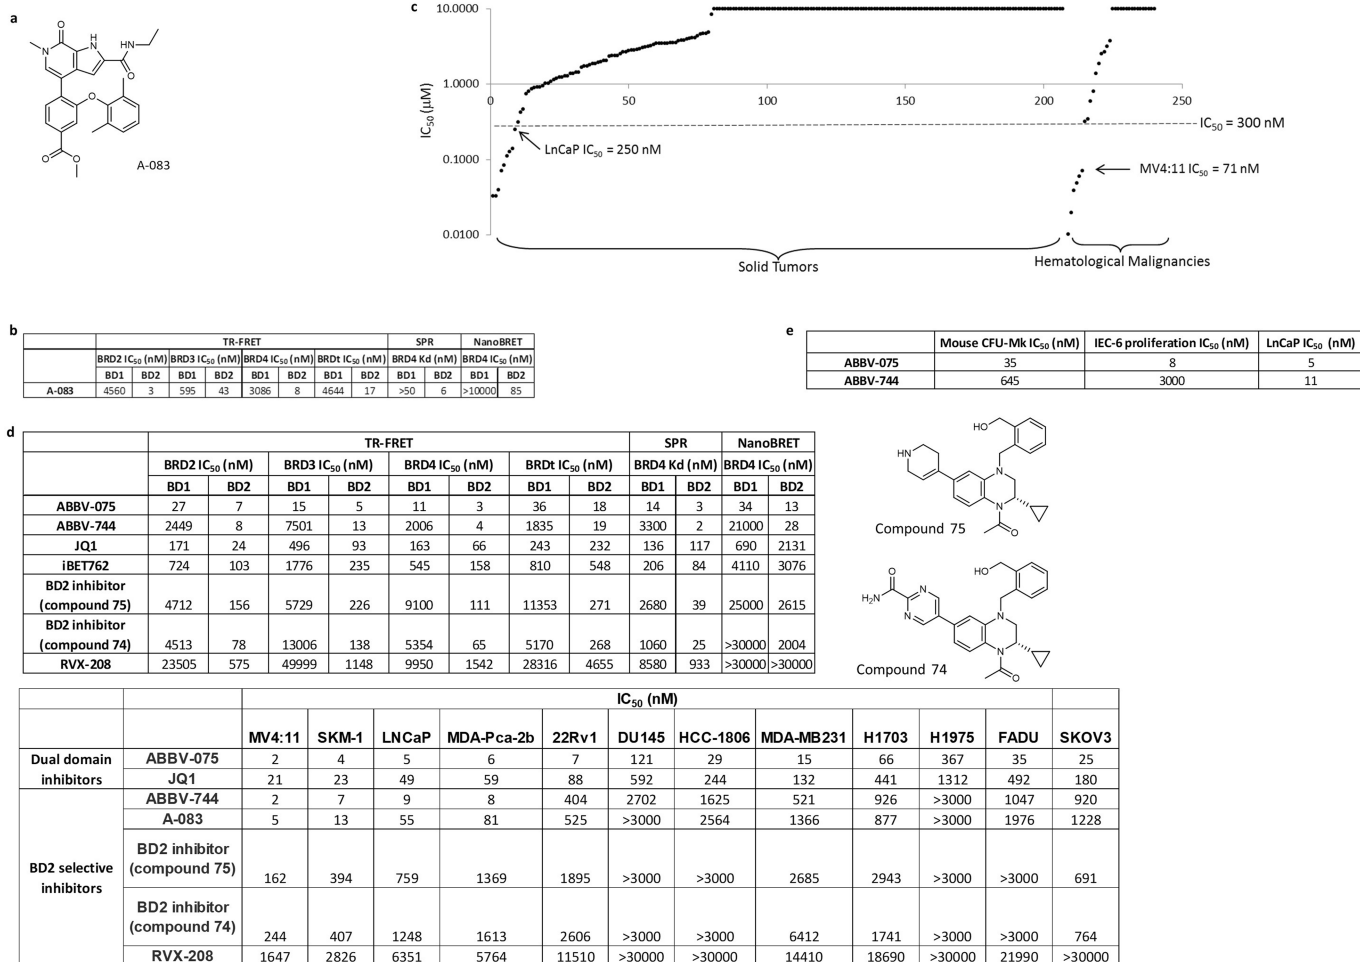 a
O
N
H
N
HN
O
O
O
O
A-083
c
IC50 (μM)
10.0000
1.0000
0.1000
0.0100
0 50 100 150 200 250
IC50 = 300 nM
LnCaP IC50 = 250 nM
MV4:11 IC50 = 71 nM
Solid Tumors
Hematological Malignancies
b
TR-FRET SPR NanoBRET
BRD2 IC50 (nM) BRD3 IC50 (nM) BRD4 IC50 (nM) BRDt IC50 (nM) BRD4 Kd (nM) BRD4 IC50 (nM)
BD1 BD2 BD1 BD2 BD1 BD2 BD1 BD2 BD1 BD2 BD1 BD2
A-083 4560 3 595 43 3086 8 4644 17 >50 6 >10000 85
e
Mouse CFU-Mk IC50 (nM) IEC-6 proliferation IC50 (nM) LnCaP IC50 (nM)
ABBV-075 35 8 5
ABBV-744 645 3000 11
d
TR-FRET SPR NanoBRET
BRD2 IC50 (nM) BRD3 IC50 (nM) BRD4 IC50 (nM) BRDt IC50 (nM) BRD4 Kd (nM) BRD4 IC50 (nM)
BD1 BD2 BD1 BD2 BD1 BD2 BD1 BD2 BD1 BD2 BD1 BD2
ABBV-075 27 7 15 5 11 3 36 18 14 3 34 13
ABBV-744 2449 8 7501 13 2006 4 1835 19 3300 2 21000 28
JQ1 171 24 496 93 163 66 243 232 136 117 690 2131
iBET762 724 103 1776 235 545 158 810 548 206 84 4110 3076
BD2 inhibitor
(compound 75) 4712 156 5729 226 9100 111 11353 271 2680 39 25000 2615
BD2 inhibitor
(compound 74) 4513 78 13006 138 5354 65 5170 268 1060 25 >30000 2004
RVX-208 23505 575 49999 1148 9950 1542 28316 4655 8580 933 >30000 >30000
HO
HN
N
N
O
Compound 75
O
H2N
N
N
HO
N
N
O
Compound 74
IC50 (nM)
MV4:11 SKM-1 LNCaP MDA-Pca-2b 22Rv1 DU145 HCC-1806 MDA-MB231 H1703 H1975 FADU SKOV3
Dual domain
inhibitors
ABBV-075 2 4 5 6 7 121 29 15 66 367 35 25
JQ1 21 23 49 59 88 592 244 132 441 1312 492 180
BD2 selective
inhibitors
ABBV-744 2 7 9 8 404 2702 1625 521 926 >3000 1047 920
A-083 5 13 55 81 525 >3000 2564 1366 877 >3000 1976 1228
BD2 inhibitor
(compound 75) 162 394 759 1369 1895 >3000 >3000 2685 2943 >3000 >3000 691
BD2 inhibitor
(compound 74) 244 407 1248 1613 2606 >3000 >3000 6412 1741 >3000 >3000 764
RVX-208 1647 2826 6351 5764 11510 >30000 >30000 14410 18690 >30000 21990 >30000